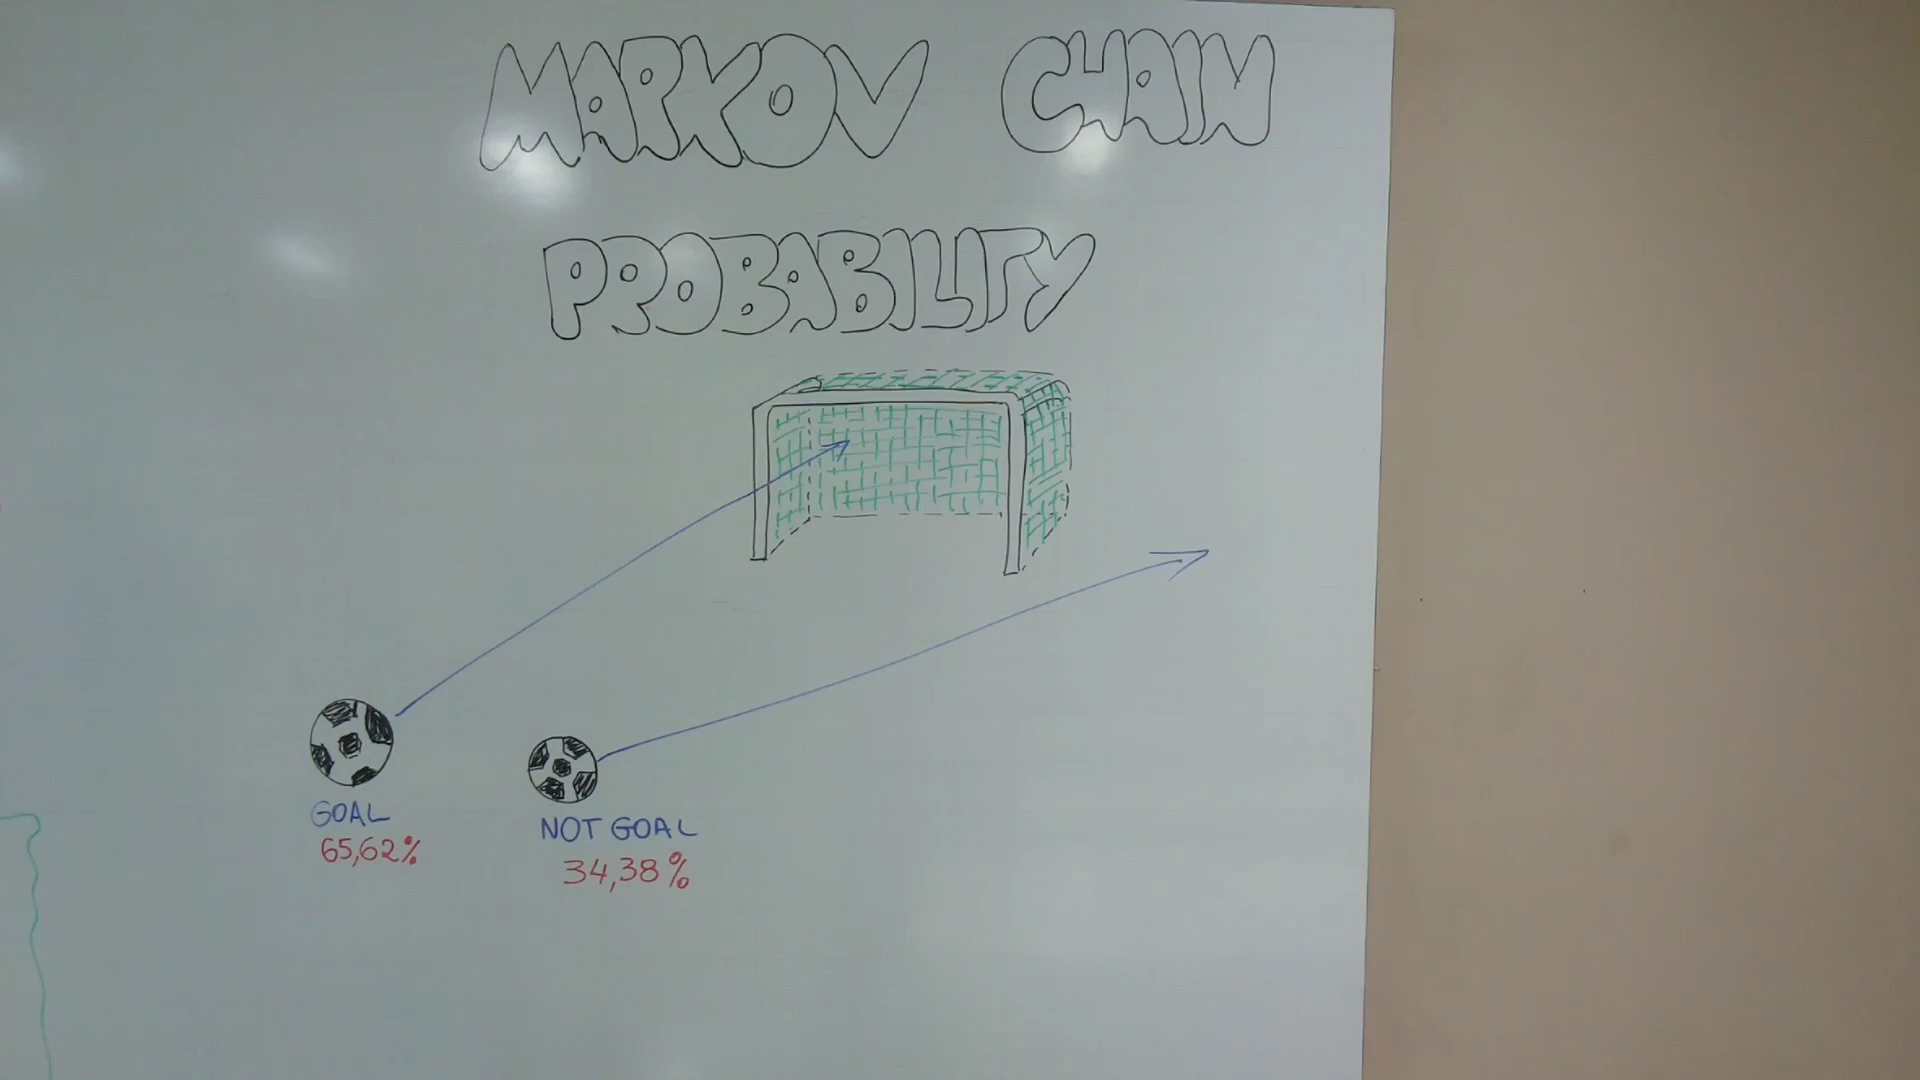 MARKOV CHAIN
PROBABILITY
GOAL
65,62%
NOT GOAL
34,38%